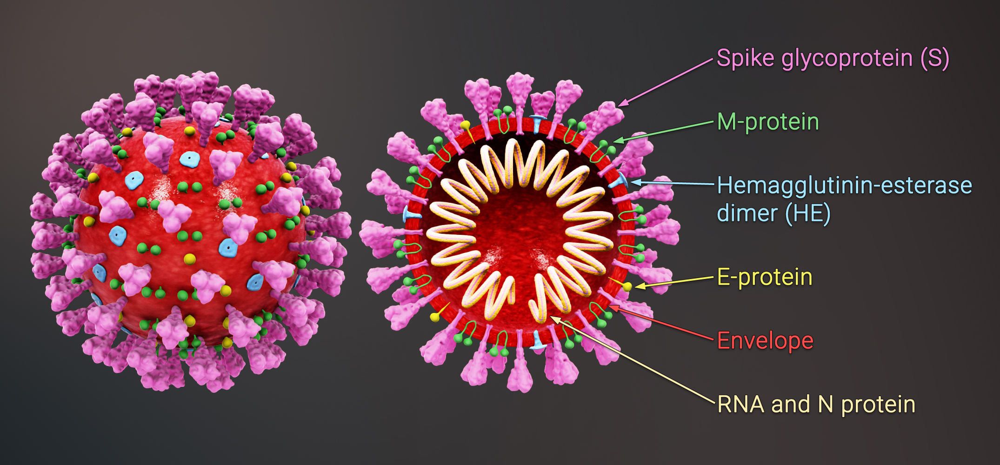 Spike glycoprotein (S)
M-protein
Hemagglutinin-esterase
dimer (HE)
E-protein
Envelope
RNA and N protein